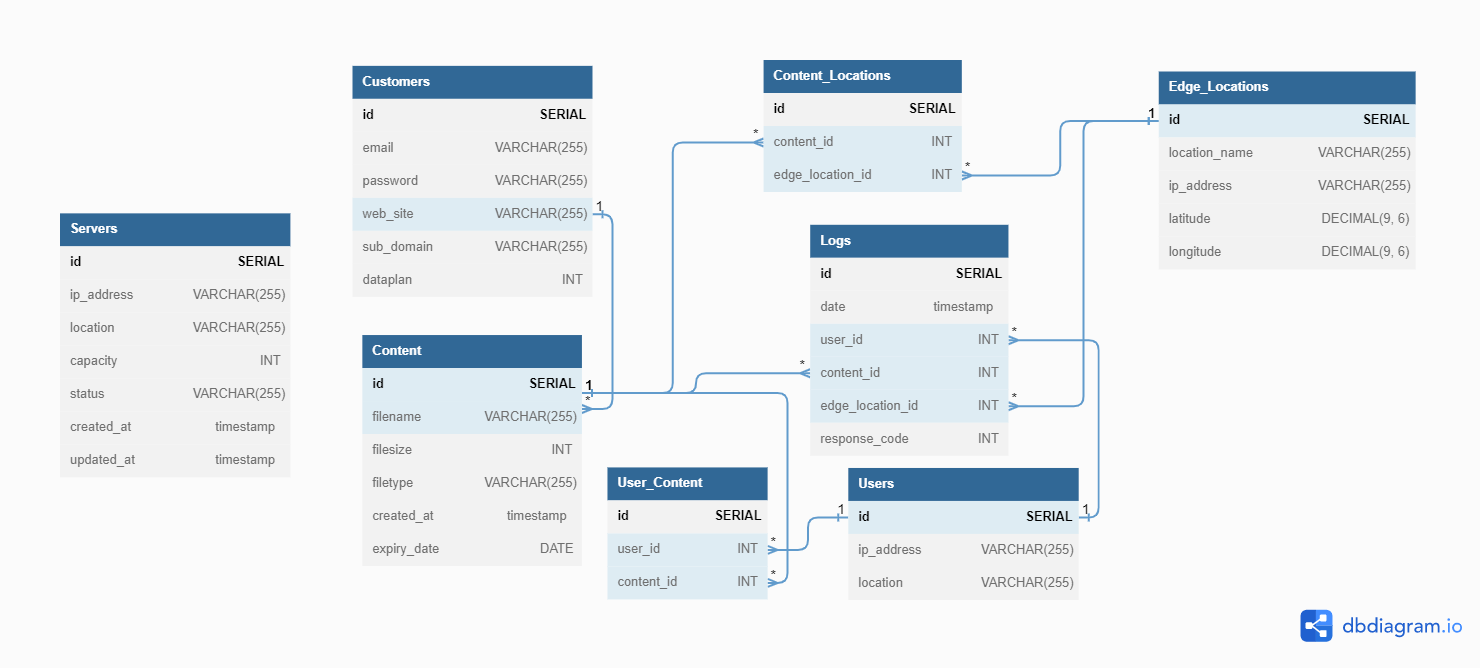 Servers
id SERIAL
ip_address VARCHAR(255)
location VARCHAR(255)
capacity INT
status VARCHAR(255)
created_at timestamp
updated_at timestamp
Customers
id SERIAL
email VARCHAR(255)
password VARCHAR(255)
web_site VARCHAR(255) 1
sub_domain VARCHAR(255)
dataplan INT
Content
id SERIAL 1
filename VARCHAR(255) *
filesize INT
filetype VARCHAR(255)
created_at timestamp
expiry_date DATE
Content_Locations
id SERIAL
* content_id INT
edge_location_id INT *
Logs
id SERIAL
date timestamp
user_id INT *
* content_id INT
edge_location_id INT *
response_code INT
User_Content
id SERIAL
user_id INT *
content_id INT *
Users
1 id SERIAL 1
ip_address VARCHAR(255)
location VARCHAR(255)
Edge_Locations
1 id SERIAL
location_name VARCHAR(255)
ip_address VARCHAR(255)
latitude DECIMAL(9, 6)
longitude DECIMAL(9, 6)
dbdiagram.io